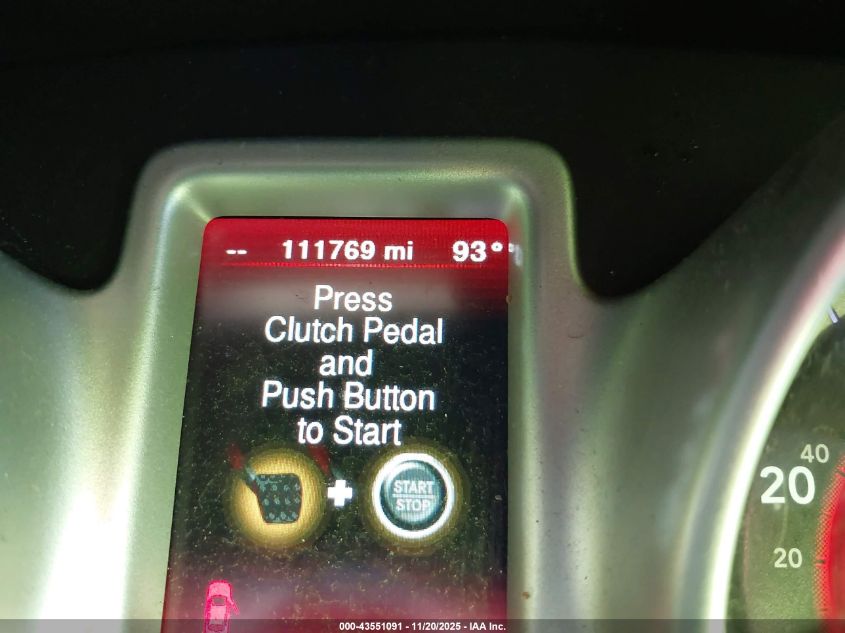 -- 111769 mi 93°
Press
Clutch Pedal
and
Push Button
to Start
START
STOP
40
20
20
000-43551091 - 11/20/2025 - IAA Inc.